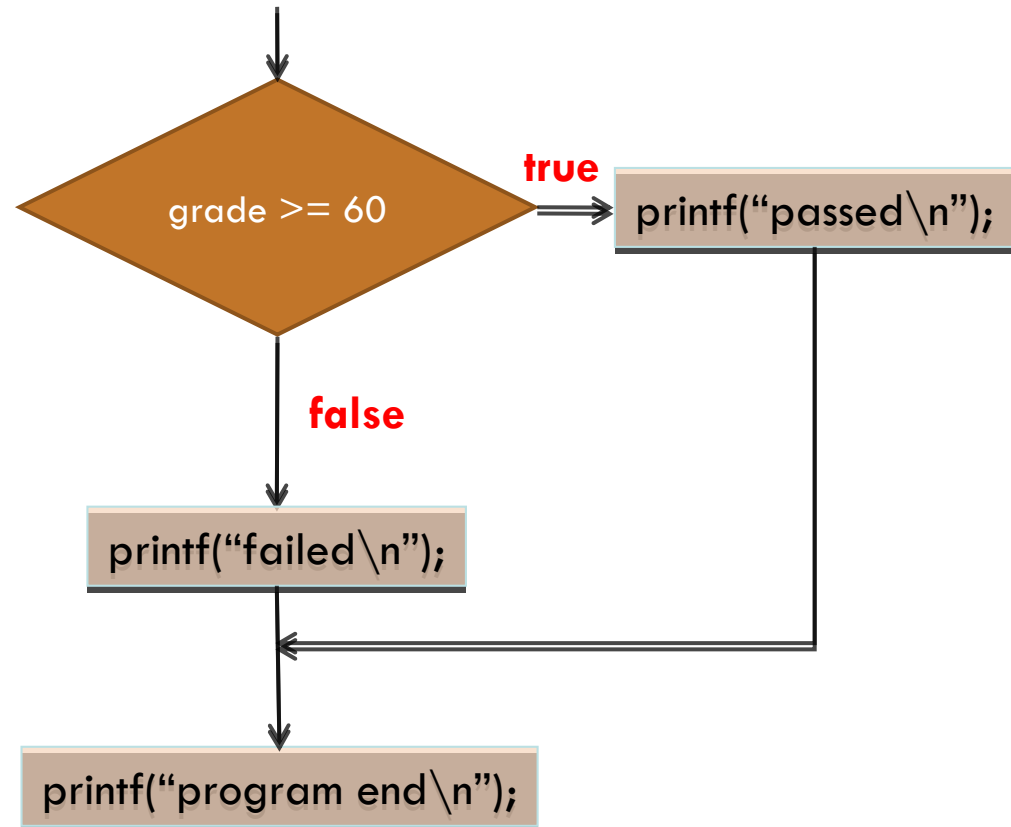 true
grade >= 60
printf(“passed\n”);
false
printf(“failed\n”);
printf(“program end\n”);